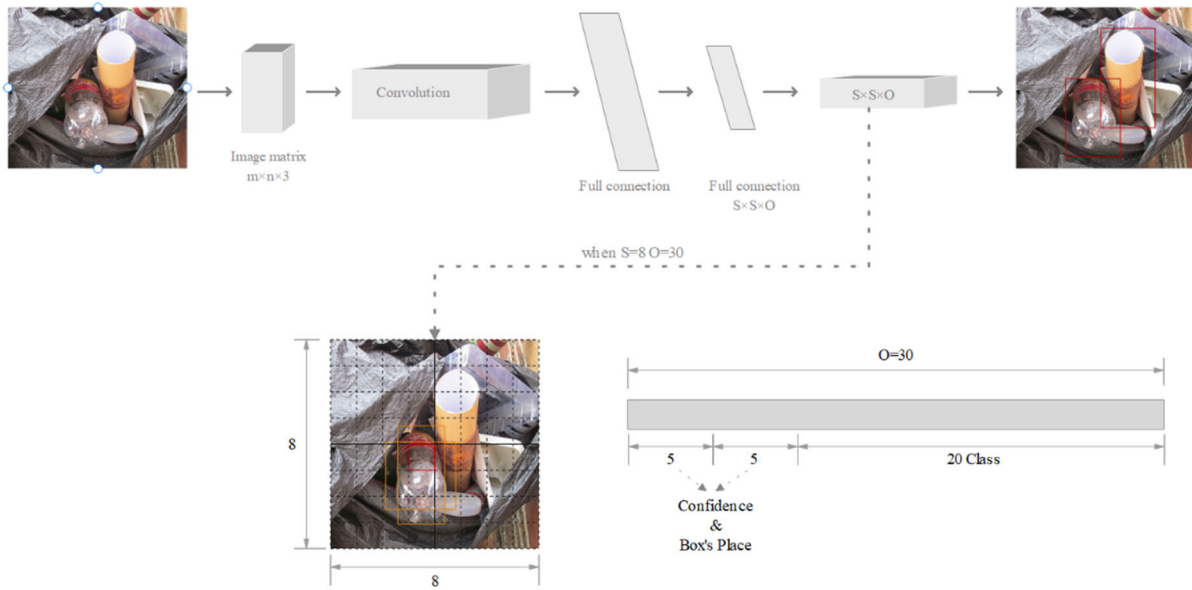 Convolution
S×S×O
Image matrix
m×n×3
Full connection
Full connection
S×S×O
when S=8 O=30
O=30
8
5
5
20 Class
Confidence
&
Box's Place
8